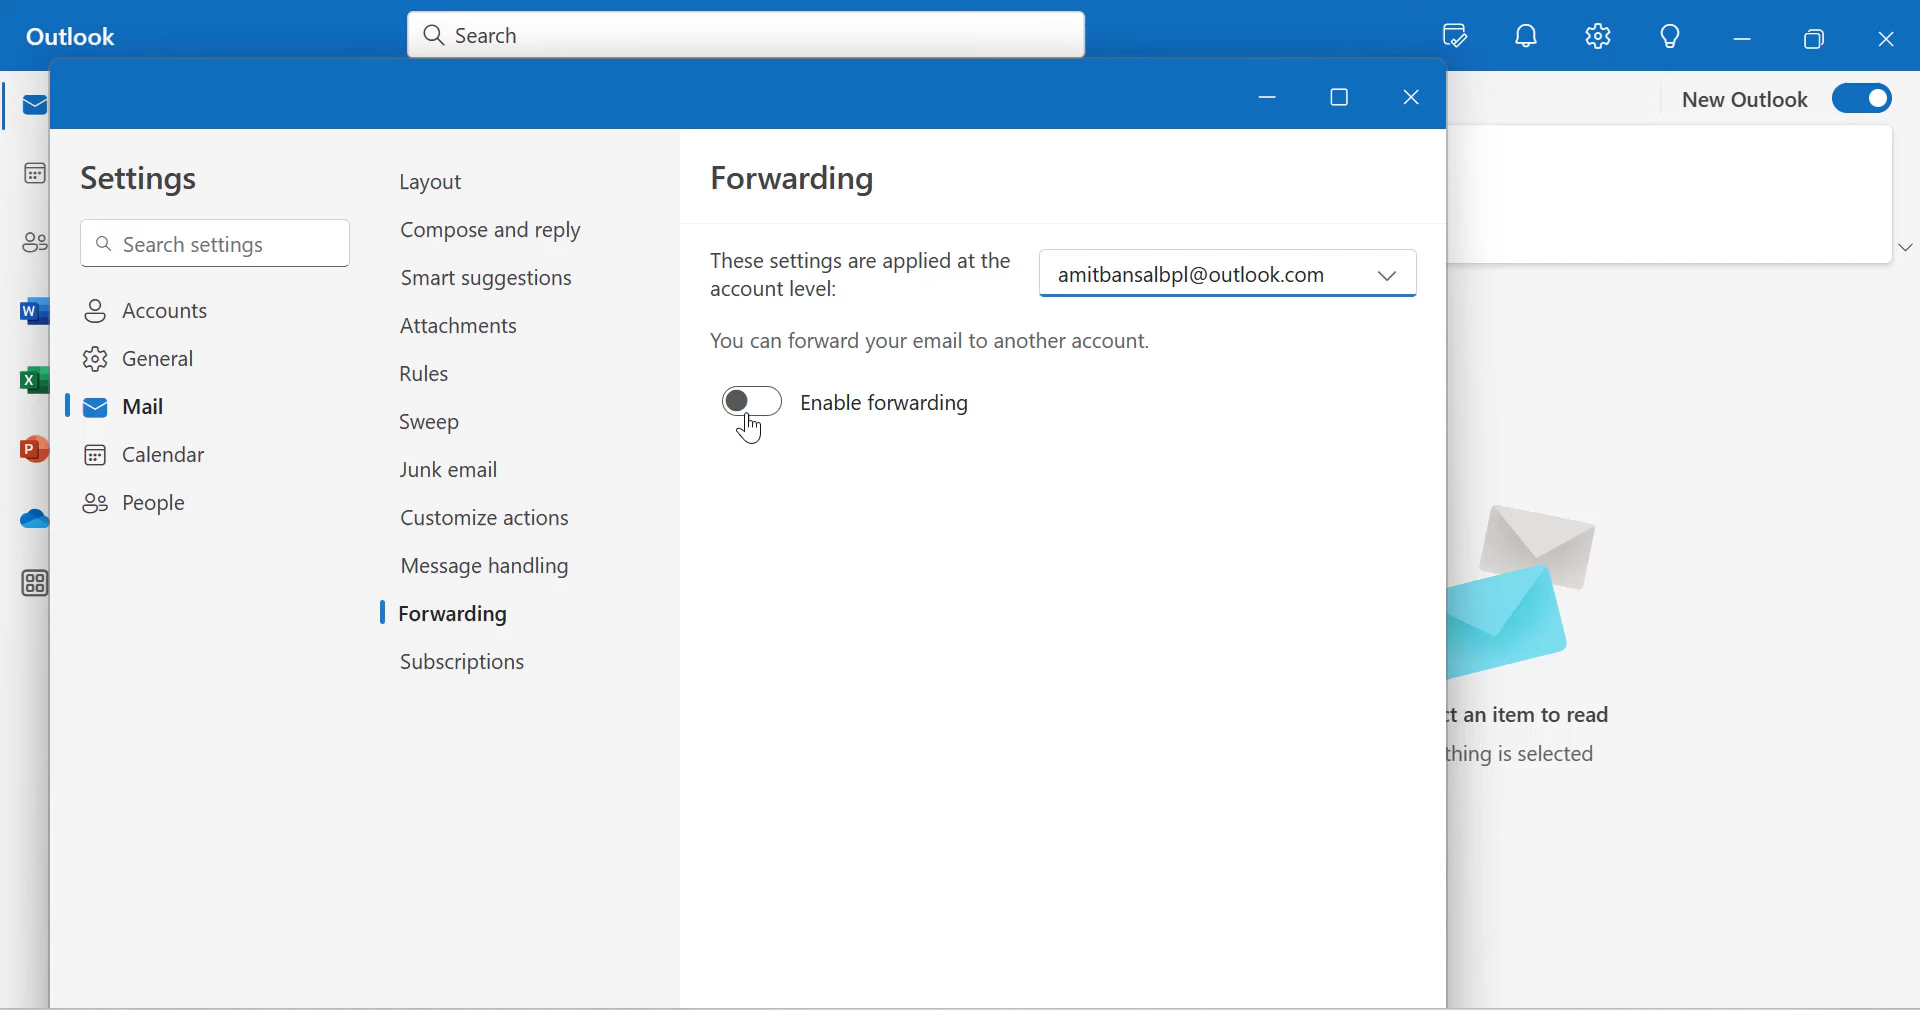 Outlook
Search
New Outlook
Settings
Search settings
Accounts
General
Mail
Calendar
People
Layout
Compose and reply
Smart suggestions
Attachments
Rules
Sweep
Junk email
Customize actions
Message handling
Forwarding
Subscriptions
Forwarding
These settings are applied at the
account level:
amitbansalbpl@outlook.com
You can forward your email to another account.
Enable forwarding
W
X
P
ct an item to read
thing is selected